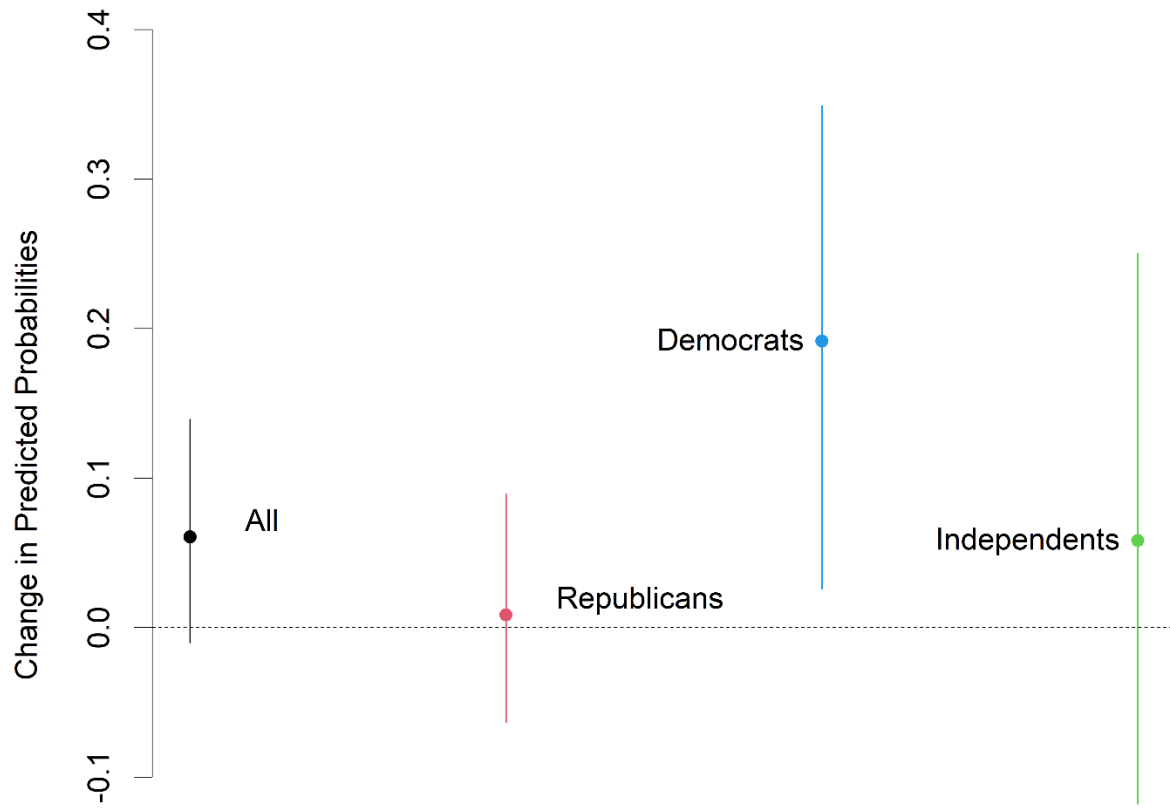 Change in Predicted Probabilities
0.4
0.3
0.2
0.1
0.0
-0.1
All
Republicans
Democrats
Independents